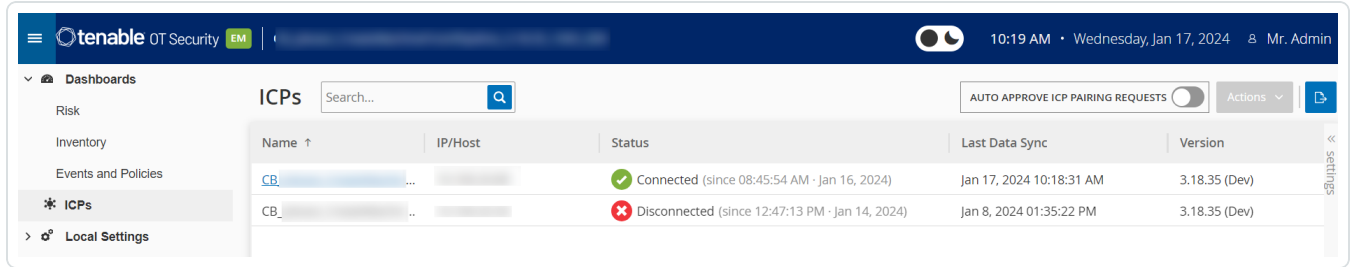 tenable OT Security EM
10:19 AM • Wednesday, Jan 17, 2024 Mr. Admin
Dashboards
Risk
Inventory
Events and Policies
ICPs
Local Settings
ICPs Search... AUTO APPROVE ICP PAIRING REQUESTS Actions
Name ↑ IP/Host Status Last Data Sync Version
CB_ ... Connected (since 08:45:54 AM · Jan 16, 2024) Jan 17, 2024 10:18:31 AM 3.18.35 (Dev)
CB_ .. Disconnected (since 12:47:13 PM · Jan 14, 2024) Jan 8, 2024 01:35:22 PM 3.18.35 (Dev)
settings